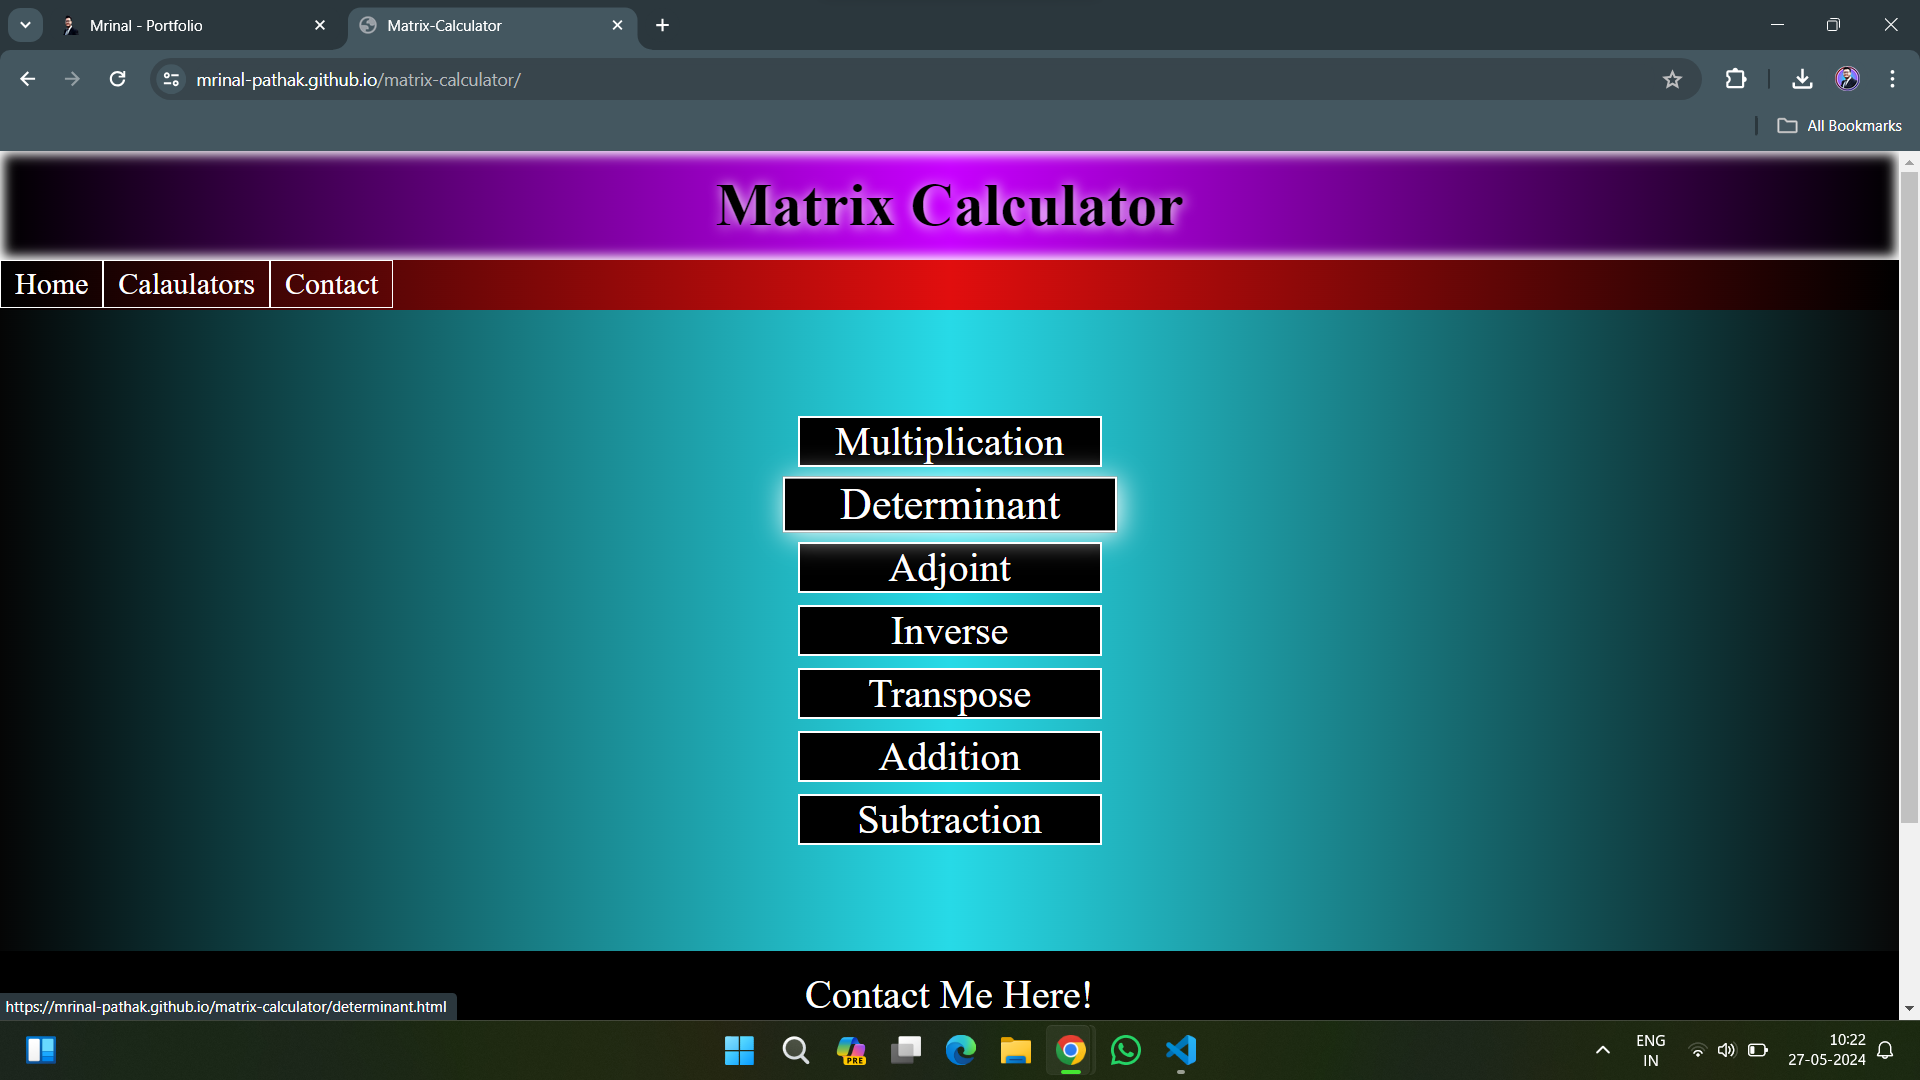 Mrinal - Portfolio
Matrix-Calculator
mrinal-pathak.github.io/matrix-calculator/
All Bookmarks
Matrix Calculator
Home
Calaulators
Contact
Multiplication
Determinant
Adjoint
Inverse
Transpose
Addition
Subtraction
Contact Me Here!
https://mrinal-pathak.github.io/matrix-calculator/determinant.html
PRE
ENG
IN
10:22
27-05-2024